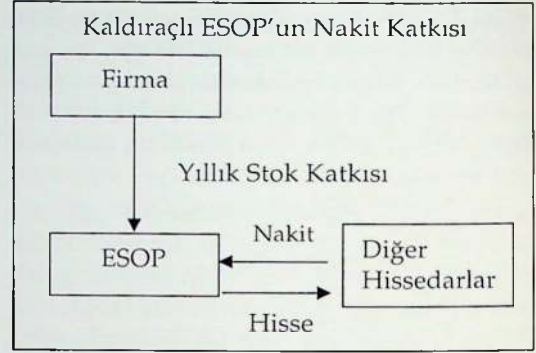 Kaldıraçlı ESOP'un Nakit Katkısı
Firma
Yıllık Stok Katkısı
ESOP
Nakit
Diğer
Hissedarlar
Hisse